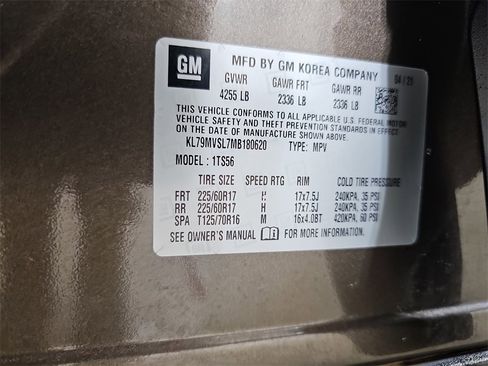 GM
MFD BY GM KOREA COMPANY 04 / 21
GVWR GAWR FRT GAWR RR
4255 LB 2336 LB 2336 LB
THIS VEHICLE CONFORMS TO ALL APPLICABLE U.S. FEDERAL MOTOR
VEHICLE SAFETY AND THEFT PREVENTION STANDARDS IN EFFECT
ON THE DATE OF MANUFACTURE SHOWN ABOVE.
KL79MVSL7MB180620 TYPE: MPV
MODEL : 1TS56
TIRE SIZE SPEED RTG RIM COLD TIRE PRESSURE
FRT 225/60R17 H 17x7.5J 240KPA, 35 PSI
RR 225/60R17 H 17x7.5J 240KPA, 35 PSI
SPA T125/70R16 M 16x4.0BT 420KPA, 60 PSI
SEE OWNER'S MANUAL FOR MORE INFORMATION.